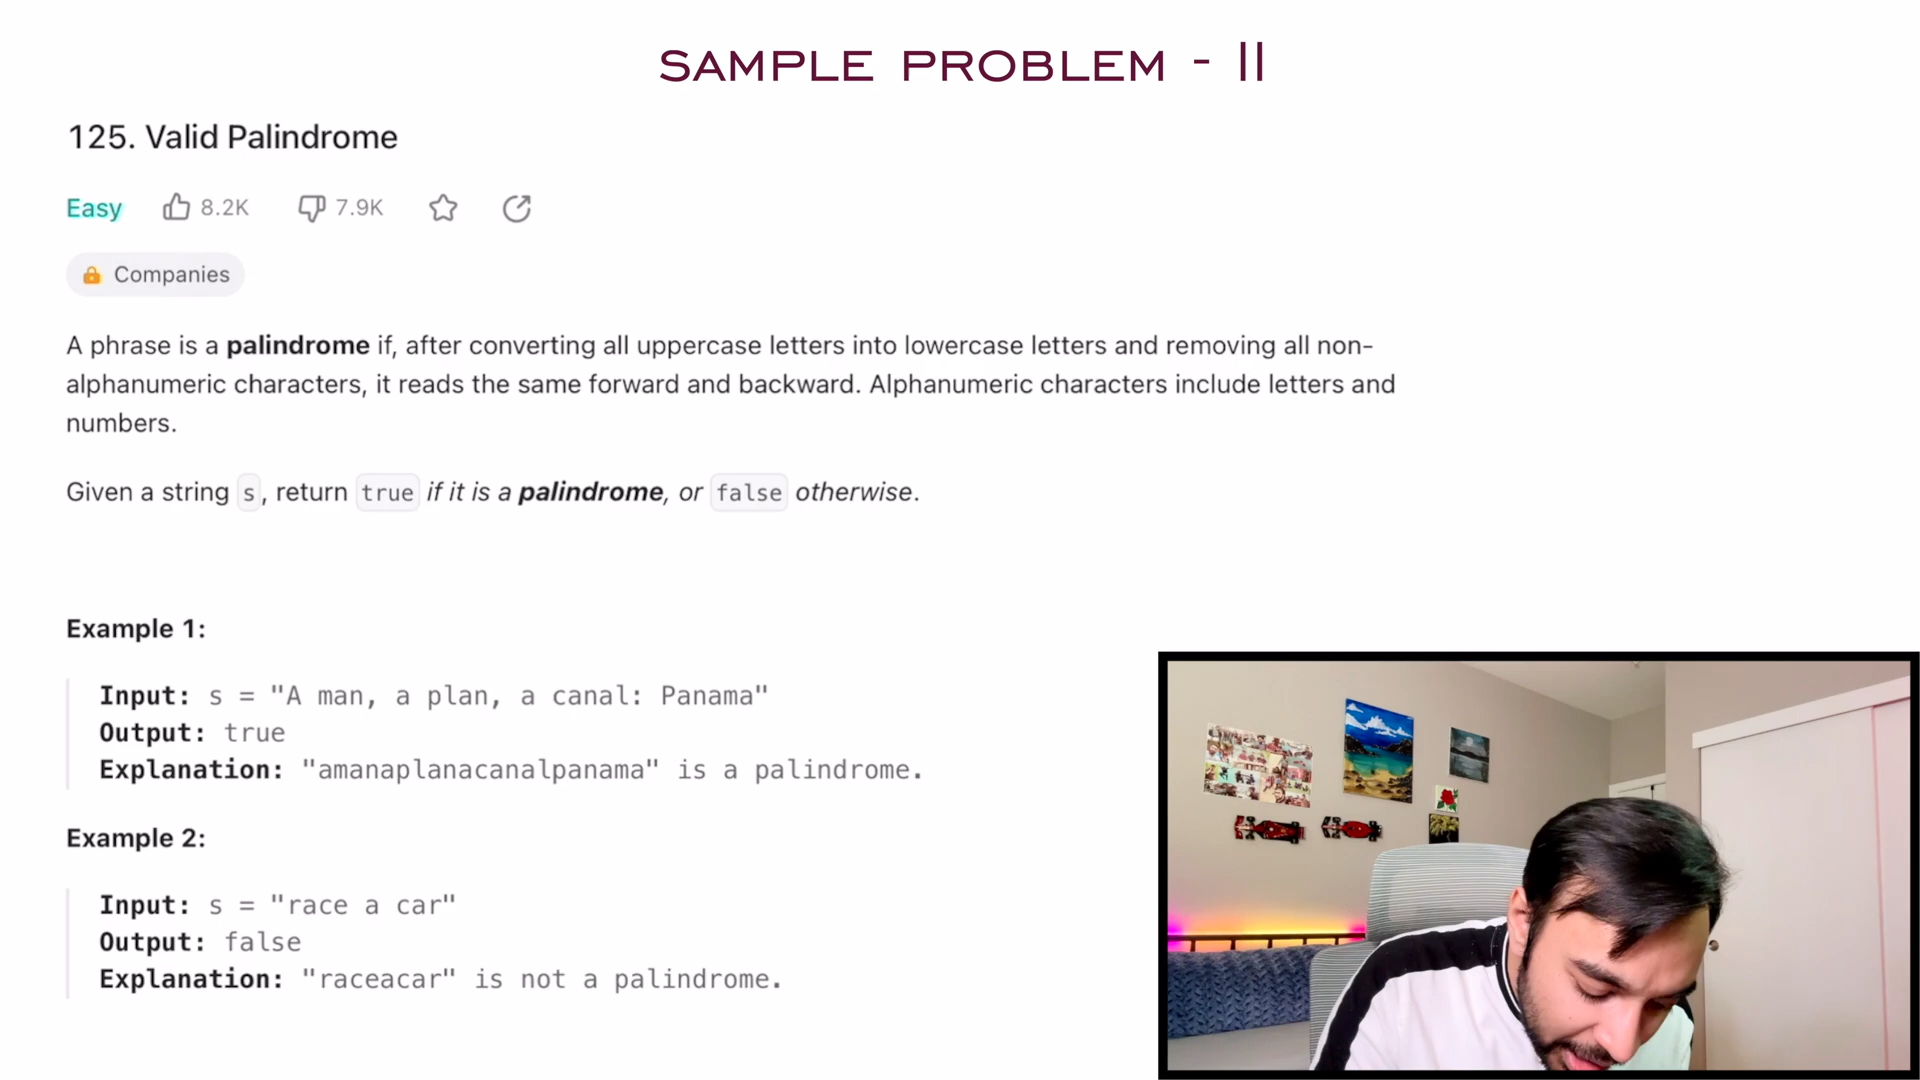 SAMPLE PROBLEM - II
125. Valid Palindrome
Easy 8.2K 7.9K
Companies
A phrase is a palindrome if, after converting all uppercase letters into lowercase letters and removing all non-
alphanumeric characters, it reads the same forward and backward. Alphanumeric characters include letters and
numbers.
Given a string s, return true if it is a palindrome, or false otherwise.
Example 1:
Input: s = "A man, a plan, a canal: Panama"
Output: true
Explanation: "amanaplanacanalpanama" is a palindrome.
Example 2:
Input: s = "race a car"
Output: false
Explanation: "raceacar" is not a palindrome.